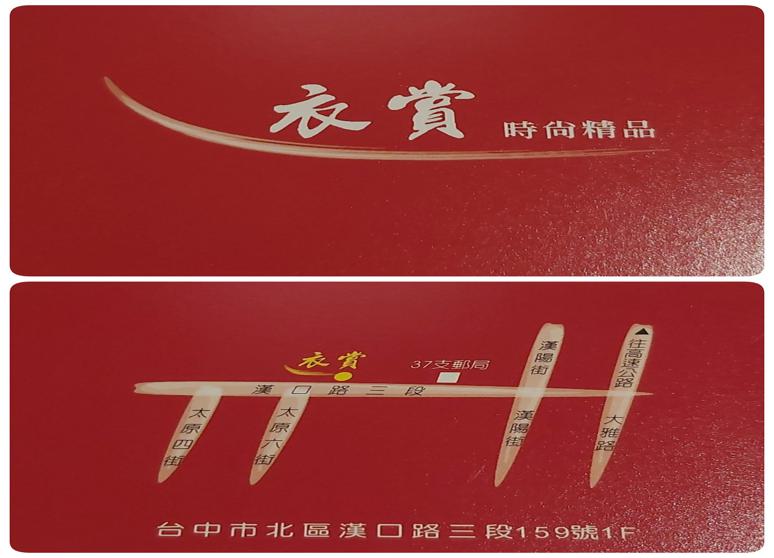 衣賞 時尚精品
衣賞
37支郵局
漢口路三段
太原四街
太原六街
漢陽街
漢陽街
▲往高速公路
大雅路
台中市北區漢口路三段159號1F